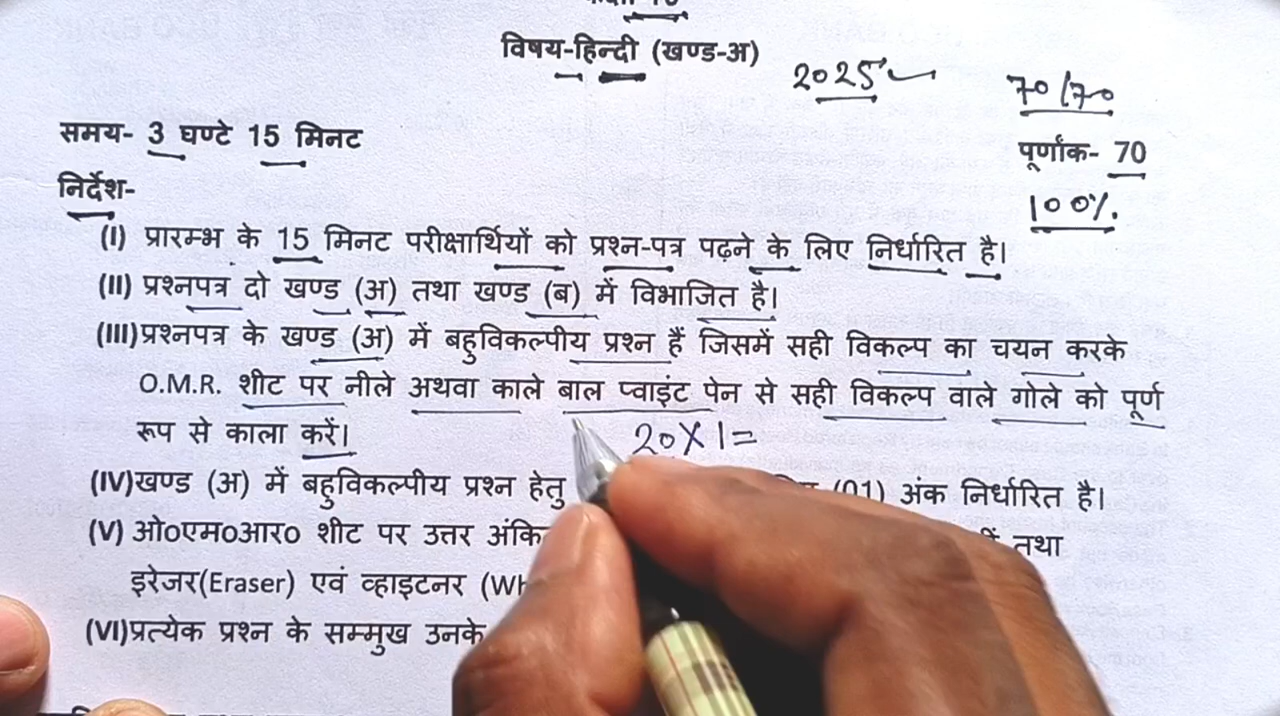 विषय-हिन्दी (खण्ड-अ)
2025
70/70
समय- 3 घण्टे 15 मिनट
पूर्णांक- 70
निर्देश-
100%.
(I) प्रारम्भ के 15 मिनट परीक्षार्थियों को प्रश्न-पत्र पढ़ने के लिए निर्धारित है।
(II) प्रश्नपत्र दो खण्ड (अ) तथा खण्ड (ब) में विभाजित है।
(III)प्रश्नपत्र के खण्ड (अ) में बहुविकल्पीय प्रश्न हैं जिसमें सही विकल्प का चयन करके
O.M.R. शीट पर नीले अथवा काले बाल प्वाइंट पेन से सही विकल्प वाले गोले को पूर्ण
रूप से काला करें।
20X1=
(IV)खण्ड (अ) में बहुविकल्पीय प्रश्न हेतु (01) अंक निर्धारित है।
(V) ओ०एम०आर० शीट पर उत्तर तथा
इरेजर(Eraser) एवं व्हाइटनर
(VI)प्रत्येक प्रश्न के सम्मुख उनके